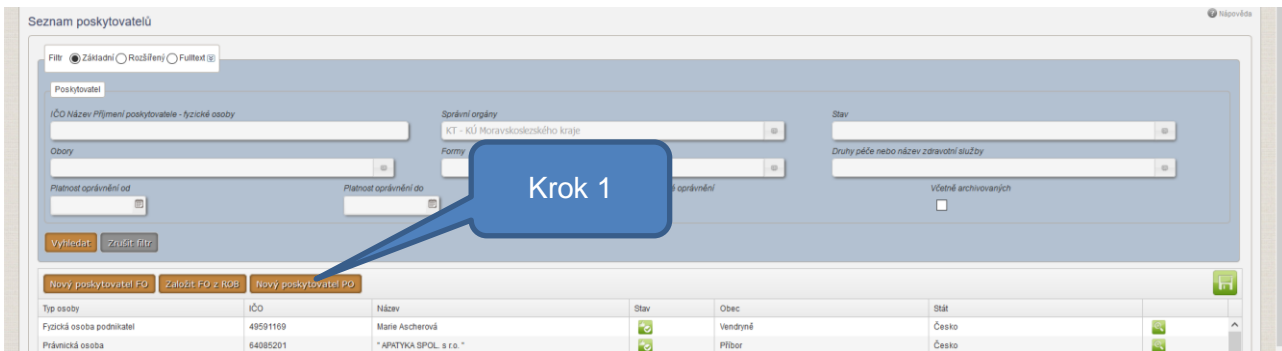 Nápověda
Seznam poskytovatelů
Filtr Základní Rozšířený Fulltext
Poskytovatel
IČO Název Příjmení poskytovatele - fyzické osoby Správní orgány Stav
KT - KÚ Moravskoslezského kraje
Obory Formy Druhy péče nebo název zdravotní služby
Platnost oprávnění od Platnost oprávnění do oprávnění Včetně archivovaných
Krok 1
Vyhledat Zrušit filtr
Nový poskytovatel FO Založit FO z ROB Nový poskytovatel PO
Typ osoby IČO Název Stav Obec Stát
Fyzická osoba podnikatel 49591169 Marie Ascherová Vendryně Česko
Právnická osoba 64085201 " APATYKA SPOL. s r.o. " Příbor Česko